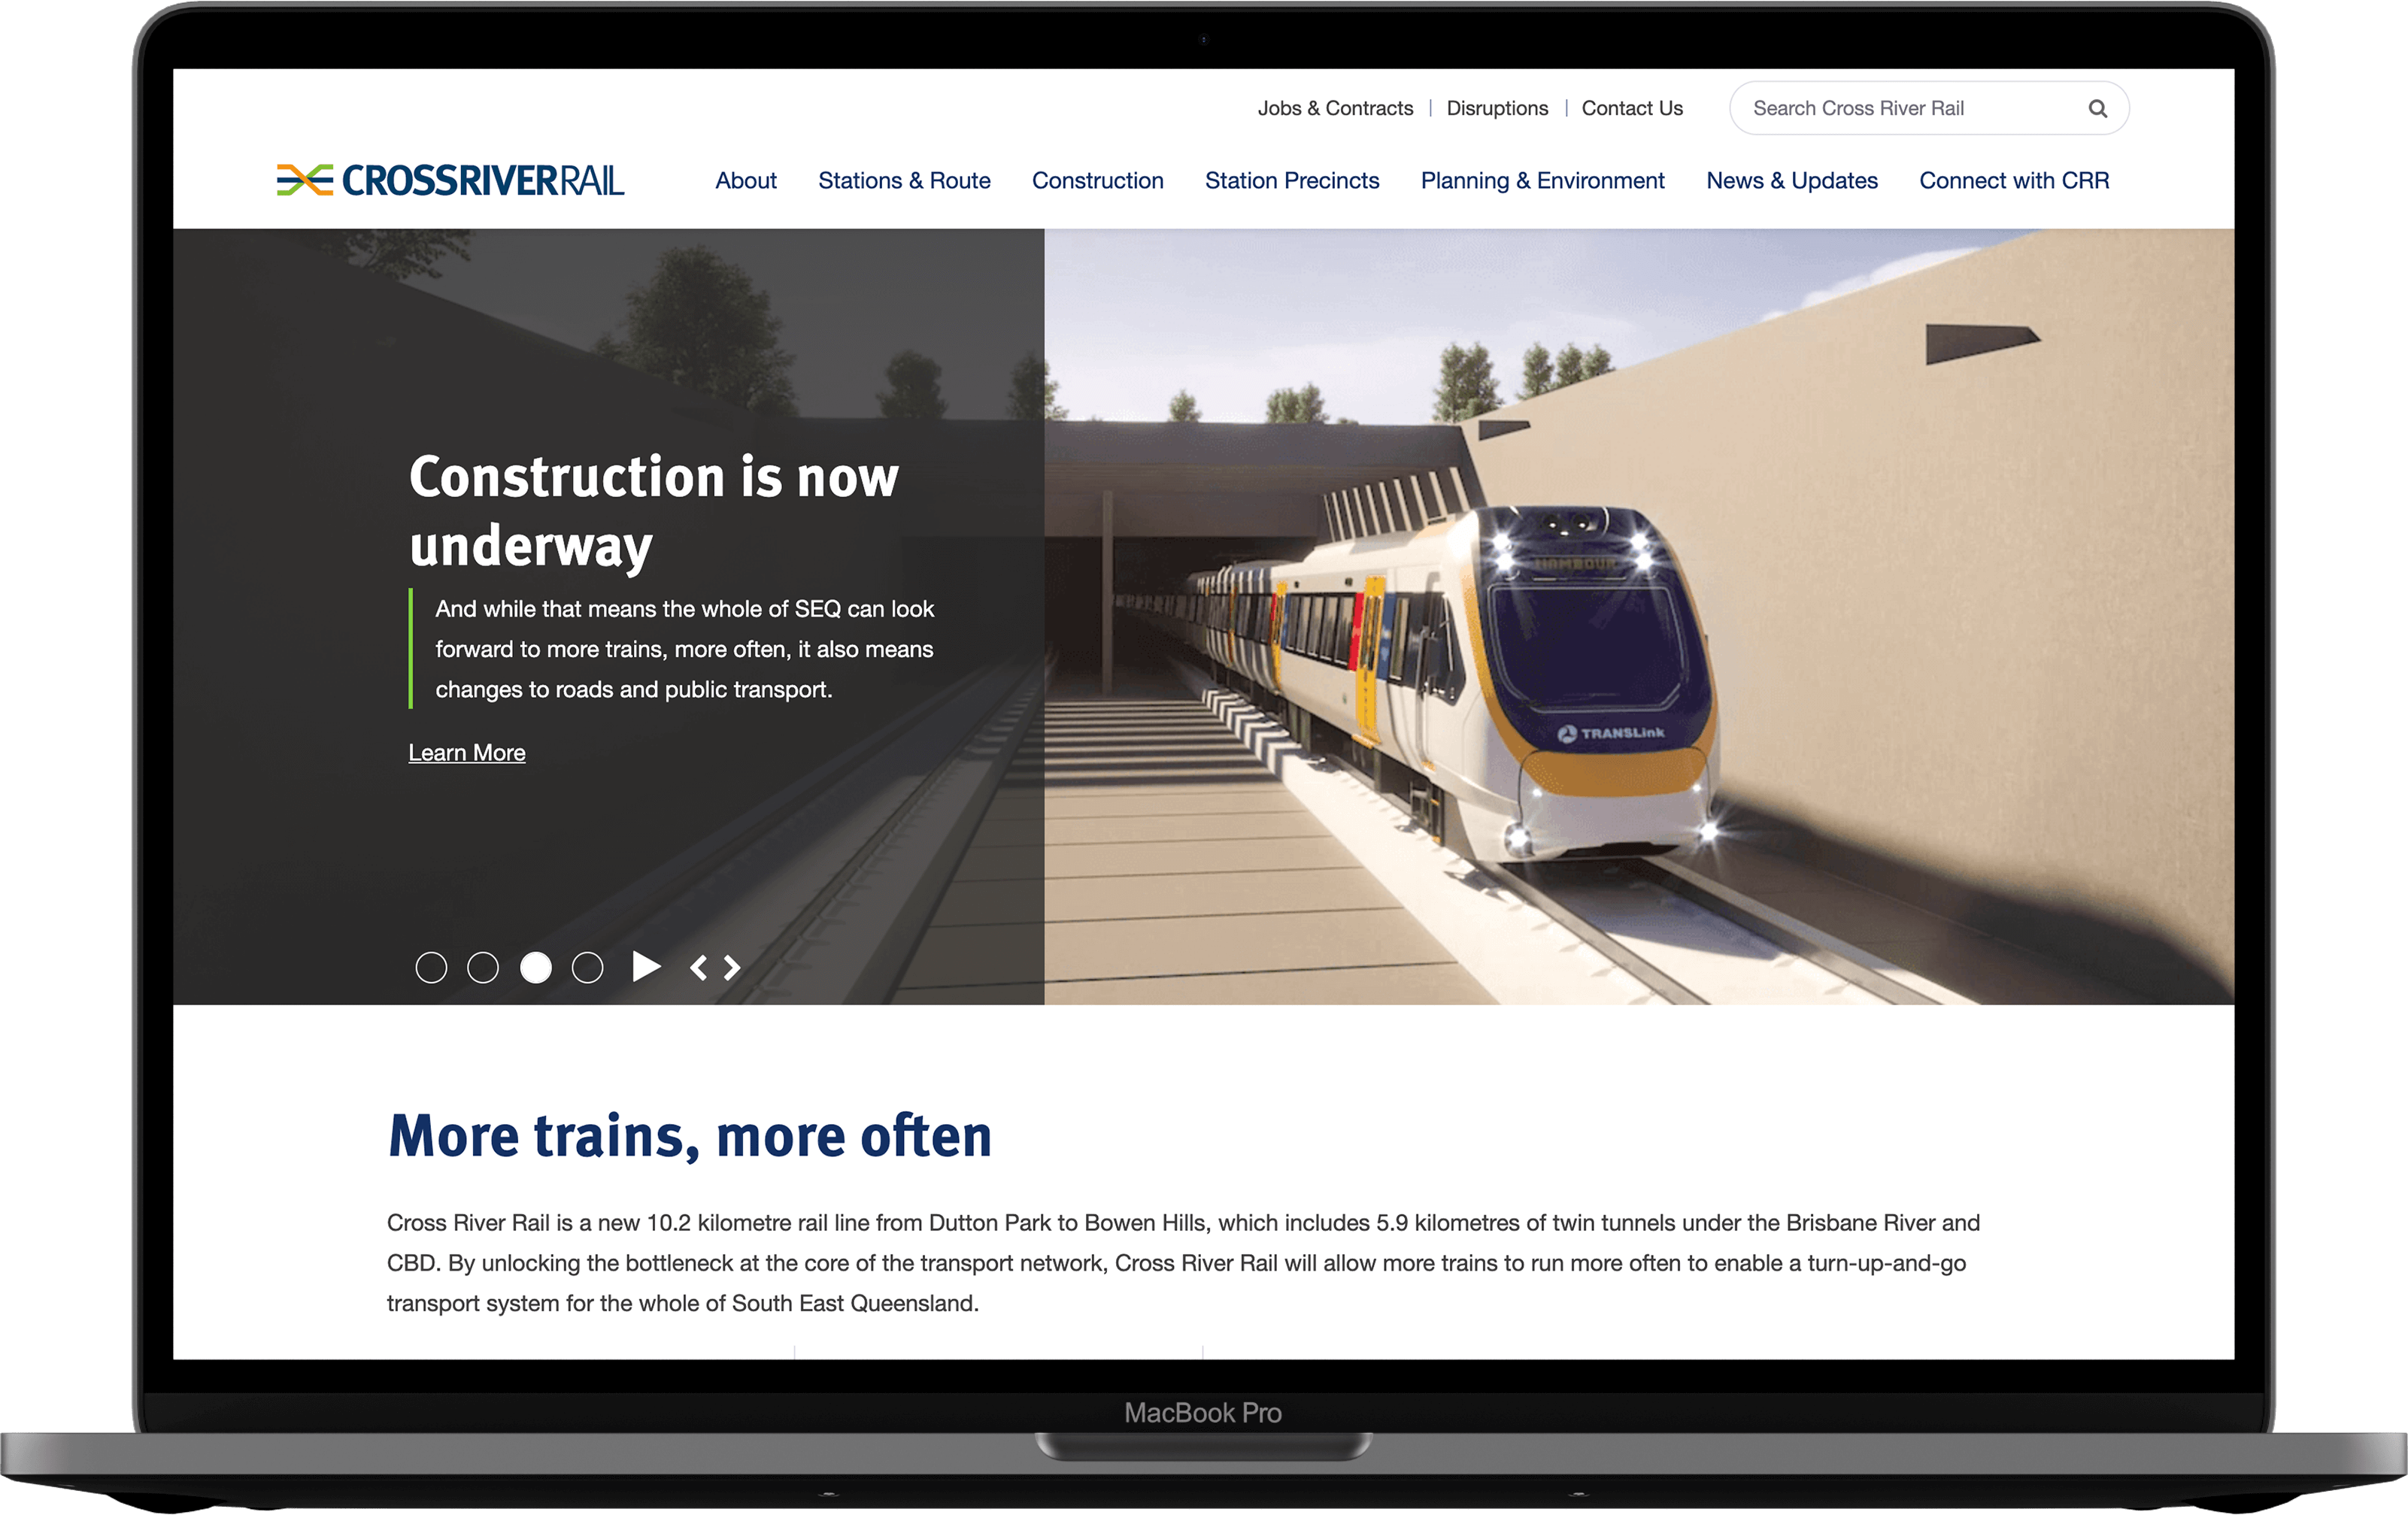 Jobs & Contracts | Disruptions | Contact Us
Search Cross River Rail
CROSSRIVERRAIL
About
Stations & Route
Construction
Station Precincts
Planning & Environment
News & Updates
Connect with CRR
Construction is now
underway
And while that means the whole of SEQ can look
forward to more trains, more often, it also means
changes to roads and public transport.
Learn More
TRANSLink
More trains, more often
Cross River Rail is a new 10.2 kilometre rail line from Dutton Park to Bowen Hills, which includes 5.9 kilometres of twin tunnels under the Brisbane River and
CBD. By unlocking the bottleneck at the core of the transport network, Cross River Rail will allow more trains to run more often to enable a turn-up-and-go
transport system for the whole of South East Queensland.
MacBook Pro